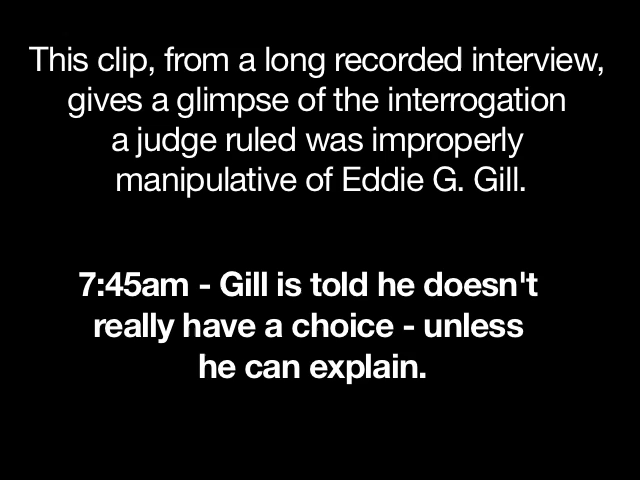 This clip, from a long recorded interview,
gives a glimpse of the interrogation
a judge ruled was improperly
manipulative of Eddie G. Gill.
7:45am - Gill is told he doesn't
really have a choice - unless
he can explain.